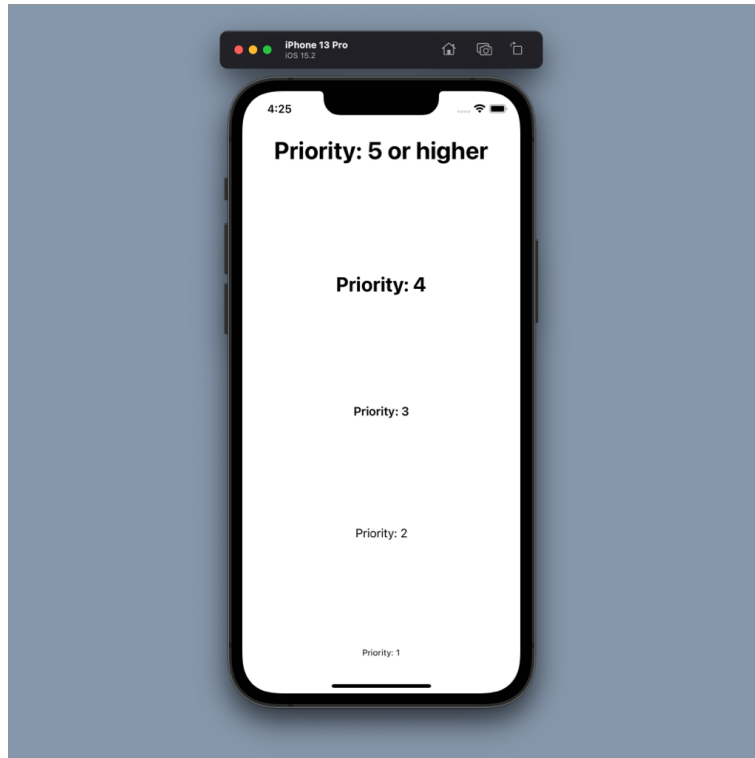 iPhone 13 Pro
iOS 15.2
4:25
Priority: 5 or higher
Priority: 4
Priority: 3
Priority: 2
Priority: 1